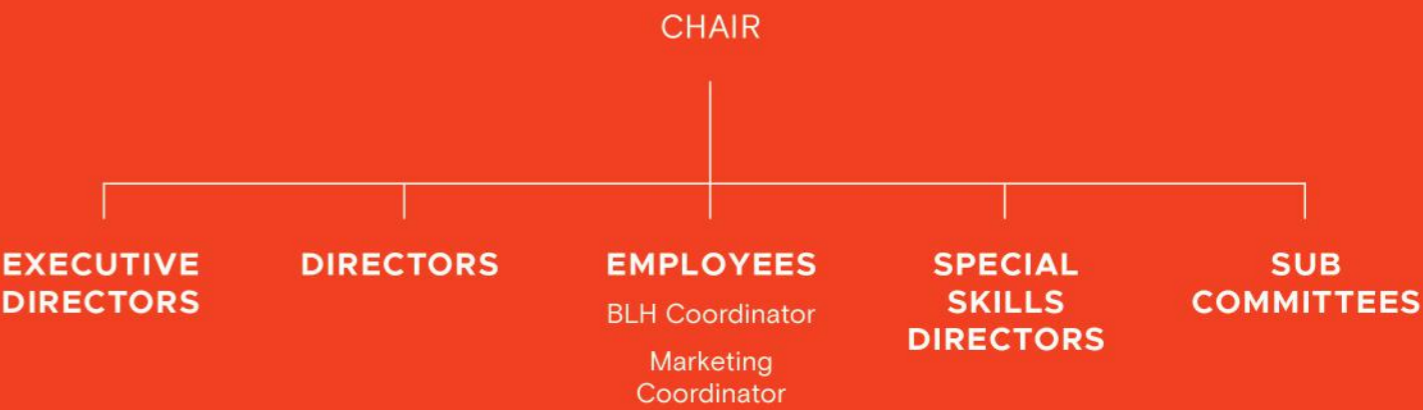 CHAIR
EXECUTIVE
DIRECTORS
DIRECTORS
EMPLOYEES
BLH Coordinator
Marketing
Coordinator
SPECIAL
SKILLS
DIRECTORS
SUB
COMMITTEES